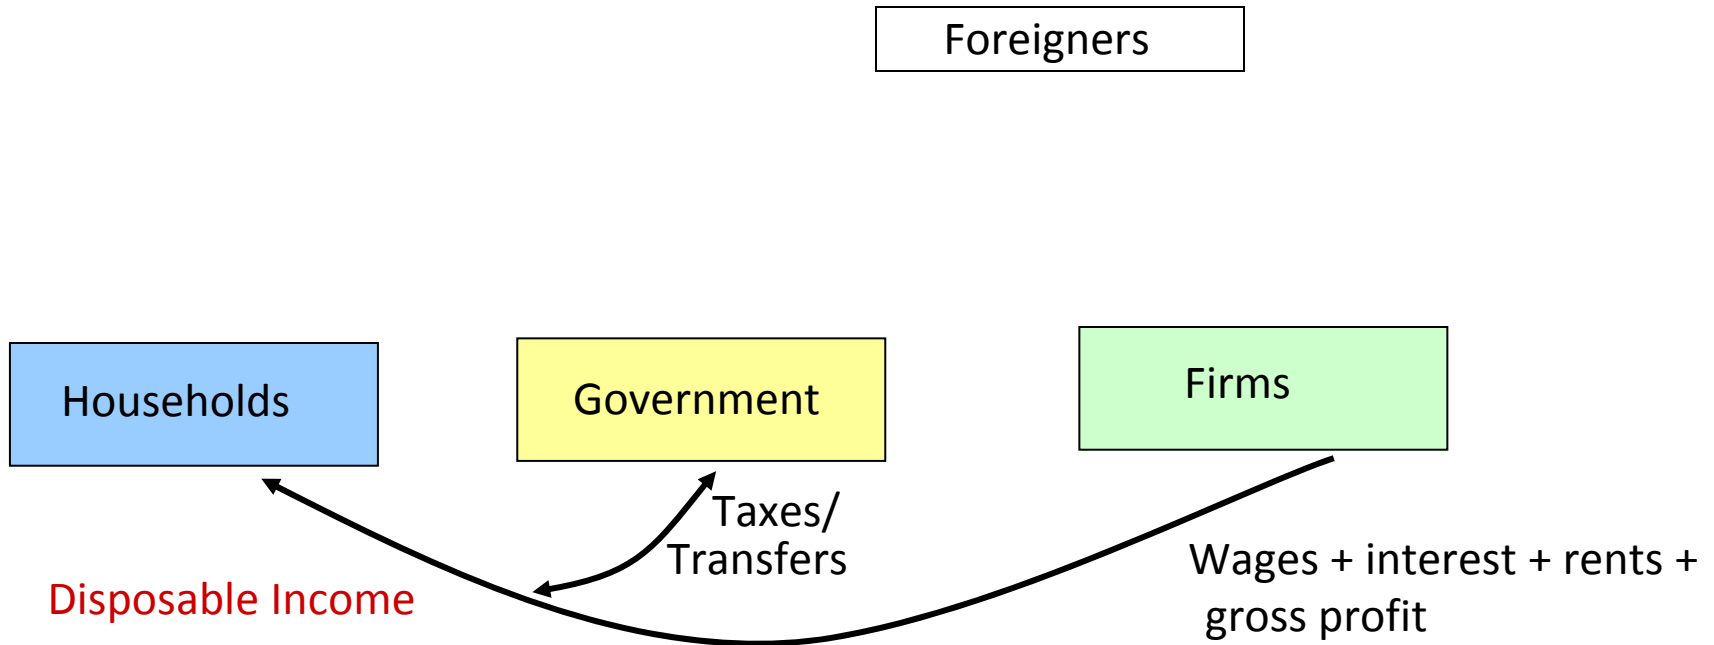 Foreigners
Households
Government
Firms
Taxes/
Transfers
Disposable Income
Wages + interest + rents +
gross profit